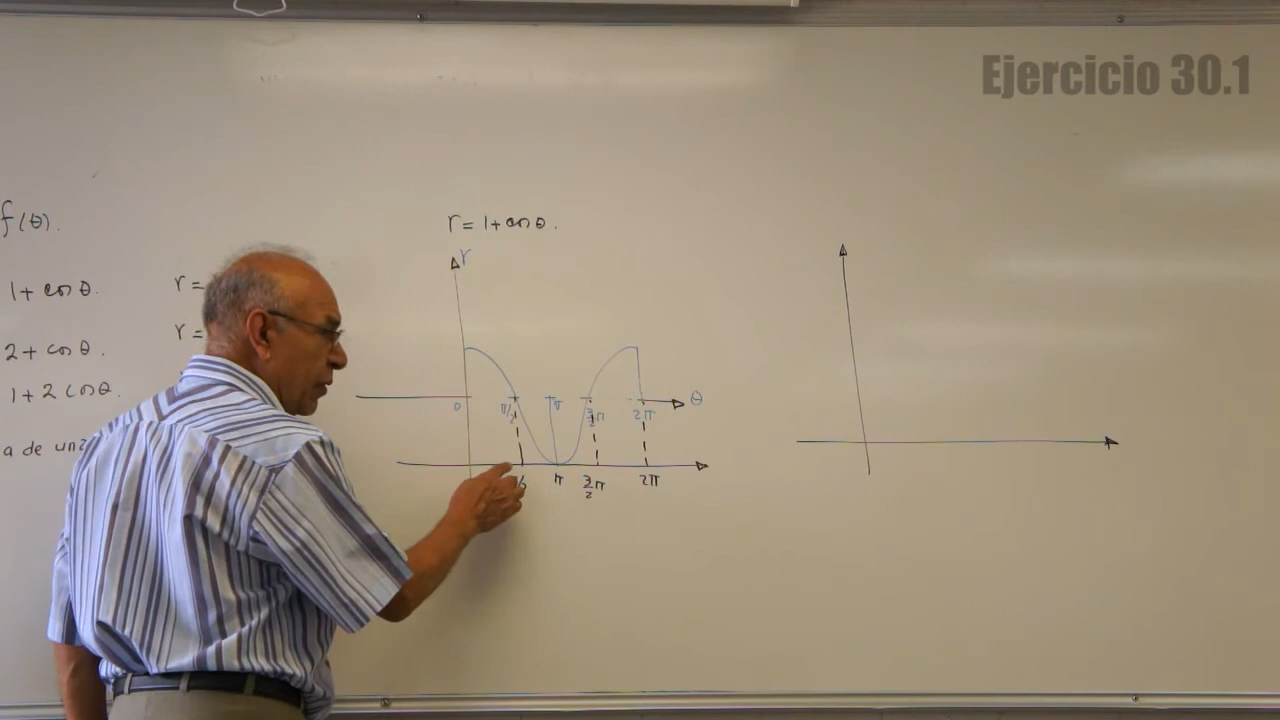 Ejercicio 30.1
f(θ).
1 + cos θ.
r =
2 + cos θ.
r =
1 + 2 cos θ.
a de una
r = 1 + cos θ.
r
0 π/2 π 3/2 π 2π θ
π 3/2 π 2π